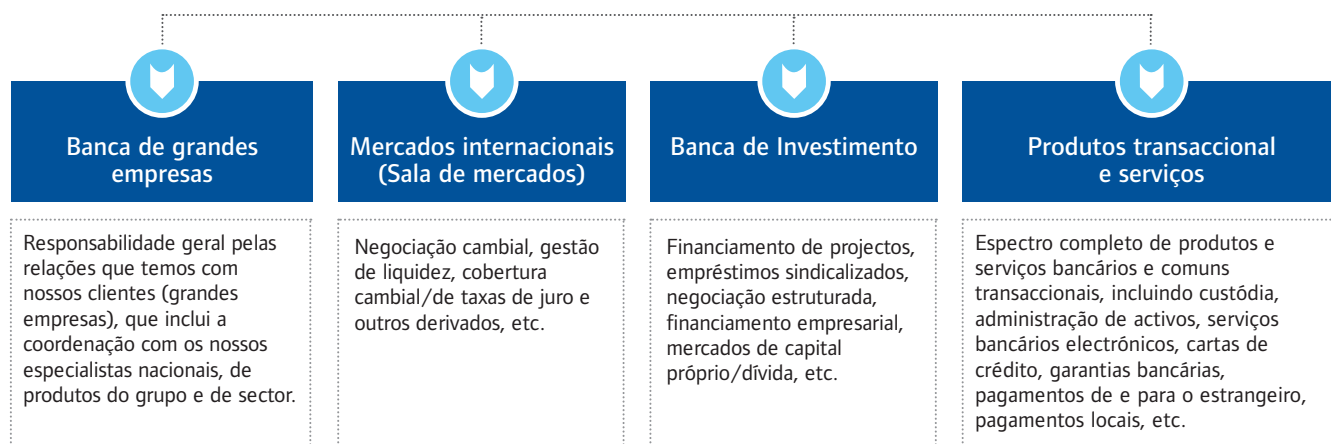 Banca de grandes
empresas
Responsabilidade geral pelas
relações que temos com
nossos clientes (grandes
empresas), que inclui a
coordenação com os nossos
especialistas nacionais, de
produtos do grupo e de sector.
Mercados internacionais
(Sala de mercados)
Negociação cambial, gestão
de liquidez, cobertura
cambial/de taxas de juro e
outros derivados, etc.
Banca de Investimento
Financiamento de projectos,
empréstimos sindicalizados,
negociação estruturada,
financiamento empresarial,
mercados de capital
próprio/dívida, etc.
Produtos transaccional
e serviços
Espectro completo de produtos e
serviços bancários e comuns
transaccionais, incluindo custódia,
administração de activos, serviços
bancários electrónicos, cartas de
crédito, garantias bancárias,
pagamentos de e para o estrangeiro,
pagamentos locais, etc.